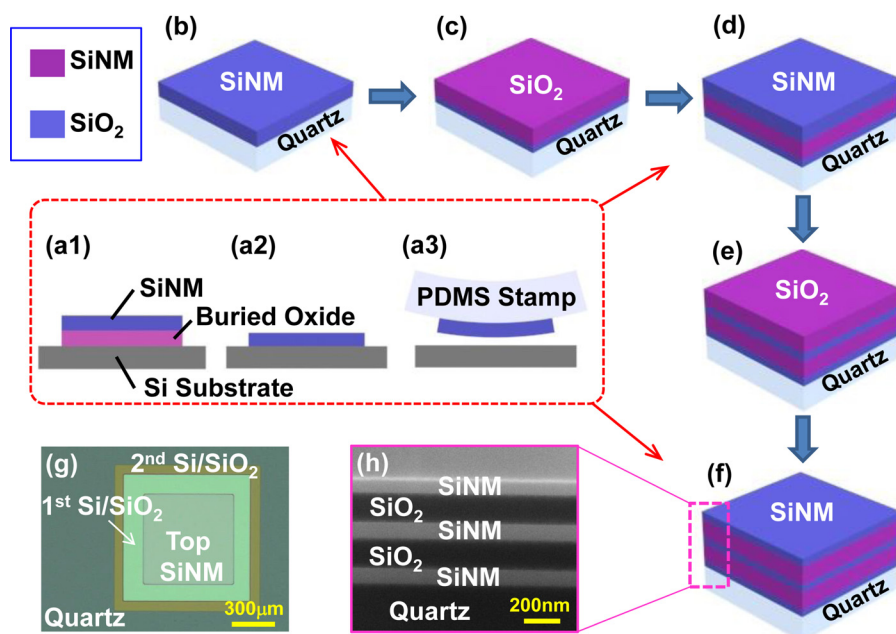 SiNM
SiO₂
(b)
SiNM
Quartz
(c)
SiO₂
Quartz
(d)
SiNM
Quartz
(a1)
SiNM
Buried Oxide
Si Substrate
(a2)
(a3)
PDMS Stamp
(e)
SiO₂
Quartz
(g)
2ⁿᵈ Si/SiO₂
1ˢᵗ Si/SiO₂
Top
SiNM
Quartz
300μm
(h)
SiNM
SiO₂
SiNM
SiO₂
SiNM
Quartz
200nm
(f)
SiNM
Quartz